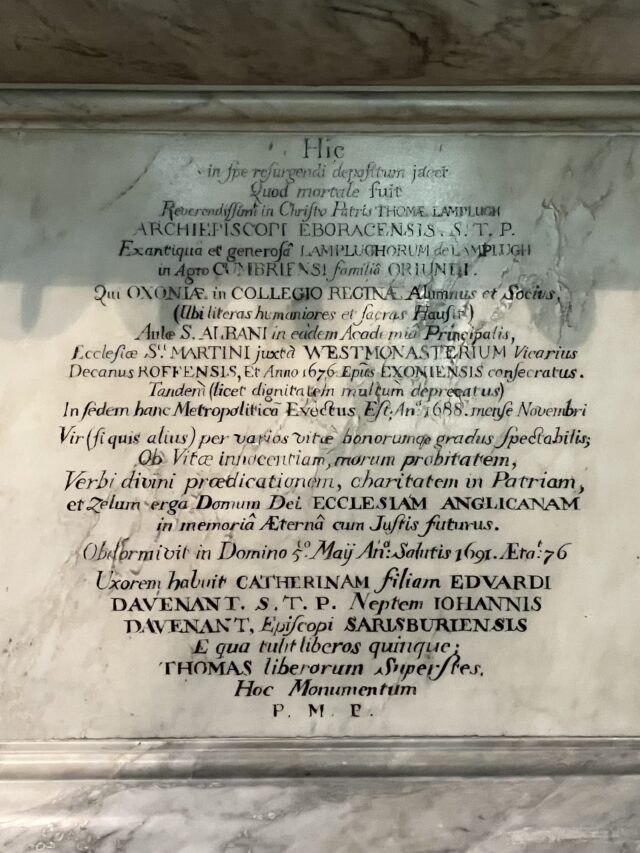 Hic
in spe resurgendi depositum jacet
Quod mortale fuit
Reverendissimi in Christo Patris THOMÆ LAMPLUGH
ARCHIEPISCOPI EBORACENSIS. S. T. P.
Ex antiqua et generosâ LAMPLUGHORUM de LAMPLUGH
in Agro CUMBRIENSI familiâ ORIUNDI.
Qui OXONIÆ in COLLEGIO REGINÆ Alumnus et Socius,
(Ubi literas humaniores et sacras Hausit)
Aulæ S. ALBANI in eadem Academiâ Principalis,
Ecclesiæ Sti MARTINI juxtà WESTMONASTERIUM Vicarius
Decanus ROFFENSIS, Et Anno 1676 Epus EXONIENSIS consecratus.
Tandem (licet dignitatem multum deprecatus)
In sedem hanc Metropoliticā Evectus Est, Ano 1688. mense Novembri
Vir (si quis alius) per varios vitæ honorumqe gradus spectabilis;
Ob Vitæ innocentiam, morum probitatem,
Verbi divini prædicationem, charitatem in Patriam,
et Zelum erga Domum Dei ECCLESIAM ANGLICANAM
in memoriâ Æternâ cum Justis futurus.
Obdormivit in Domino 5to Maij Ano. Salutis 1691. Ætat: 76
Uxorem habuit CATHERINAM filiam EDVARDI
DAVENANT. S. T. P. Neptem IOHANNIS
DAVENANT, Episcopi SARISBURIENSIS
E qua tulit liberos quinque;
THOMAS liberorum Superstes,
Hoc Monumentum
P. M. P.